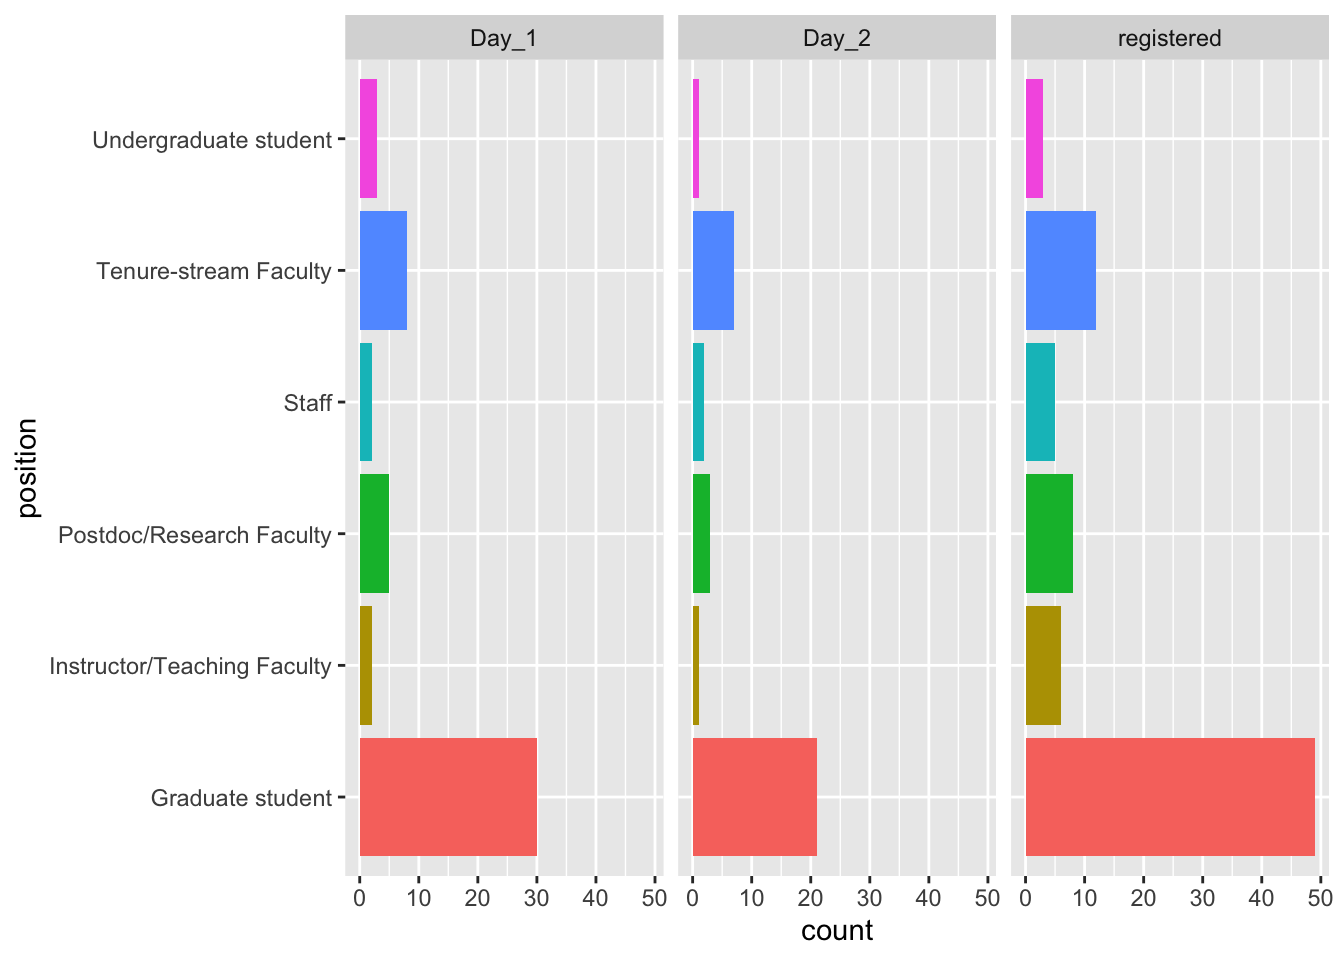 Day_1 Day_2 registered
Undergraduate student
Tenure-stream Faculty
Staff
Postdoc/Research Faculty
Instructor/Teaching Faculty
Graduate student
position
0 10 20 30 40 50 0 10 20 30 40 50 0 10 20 30 40 50
count